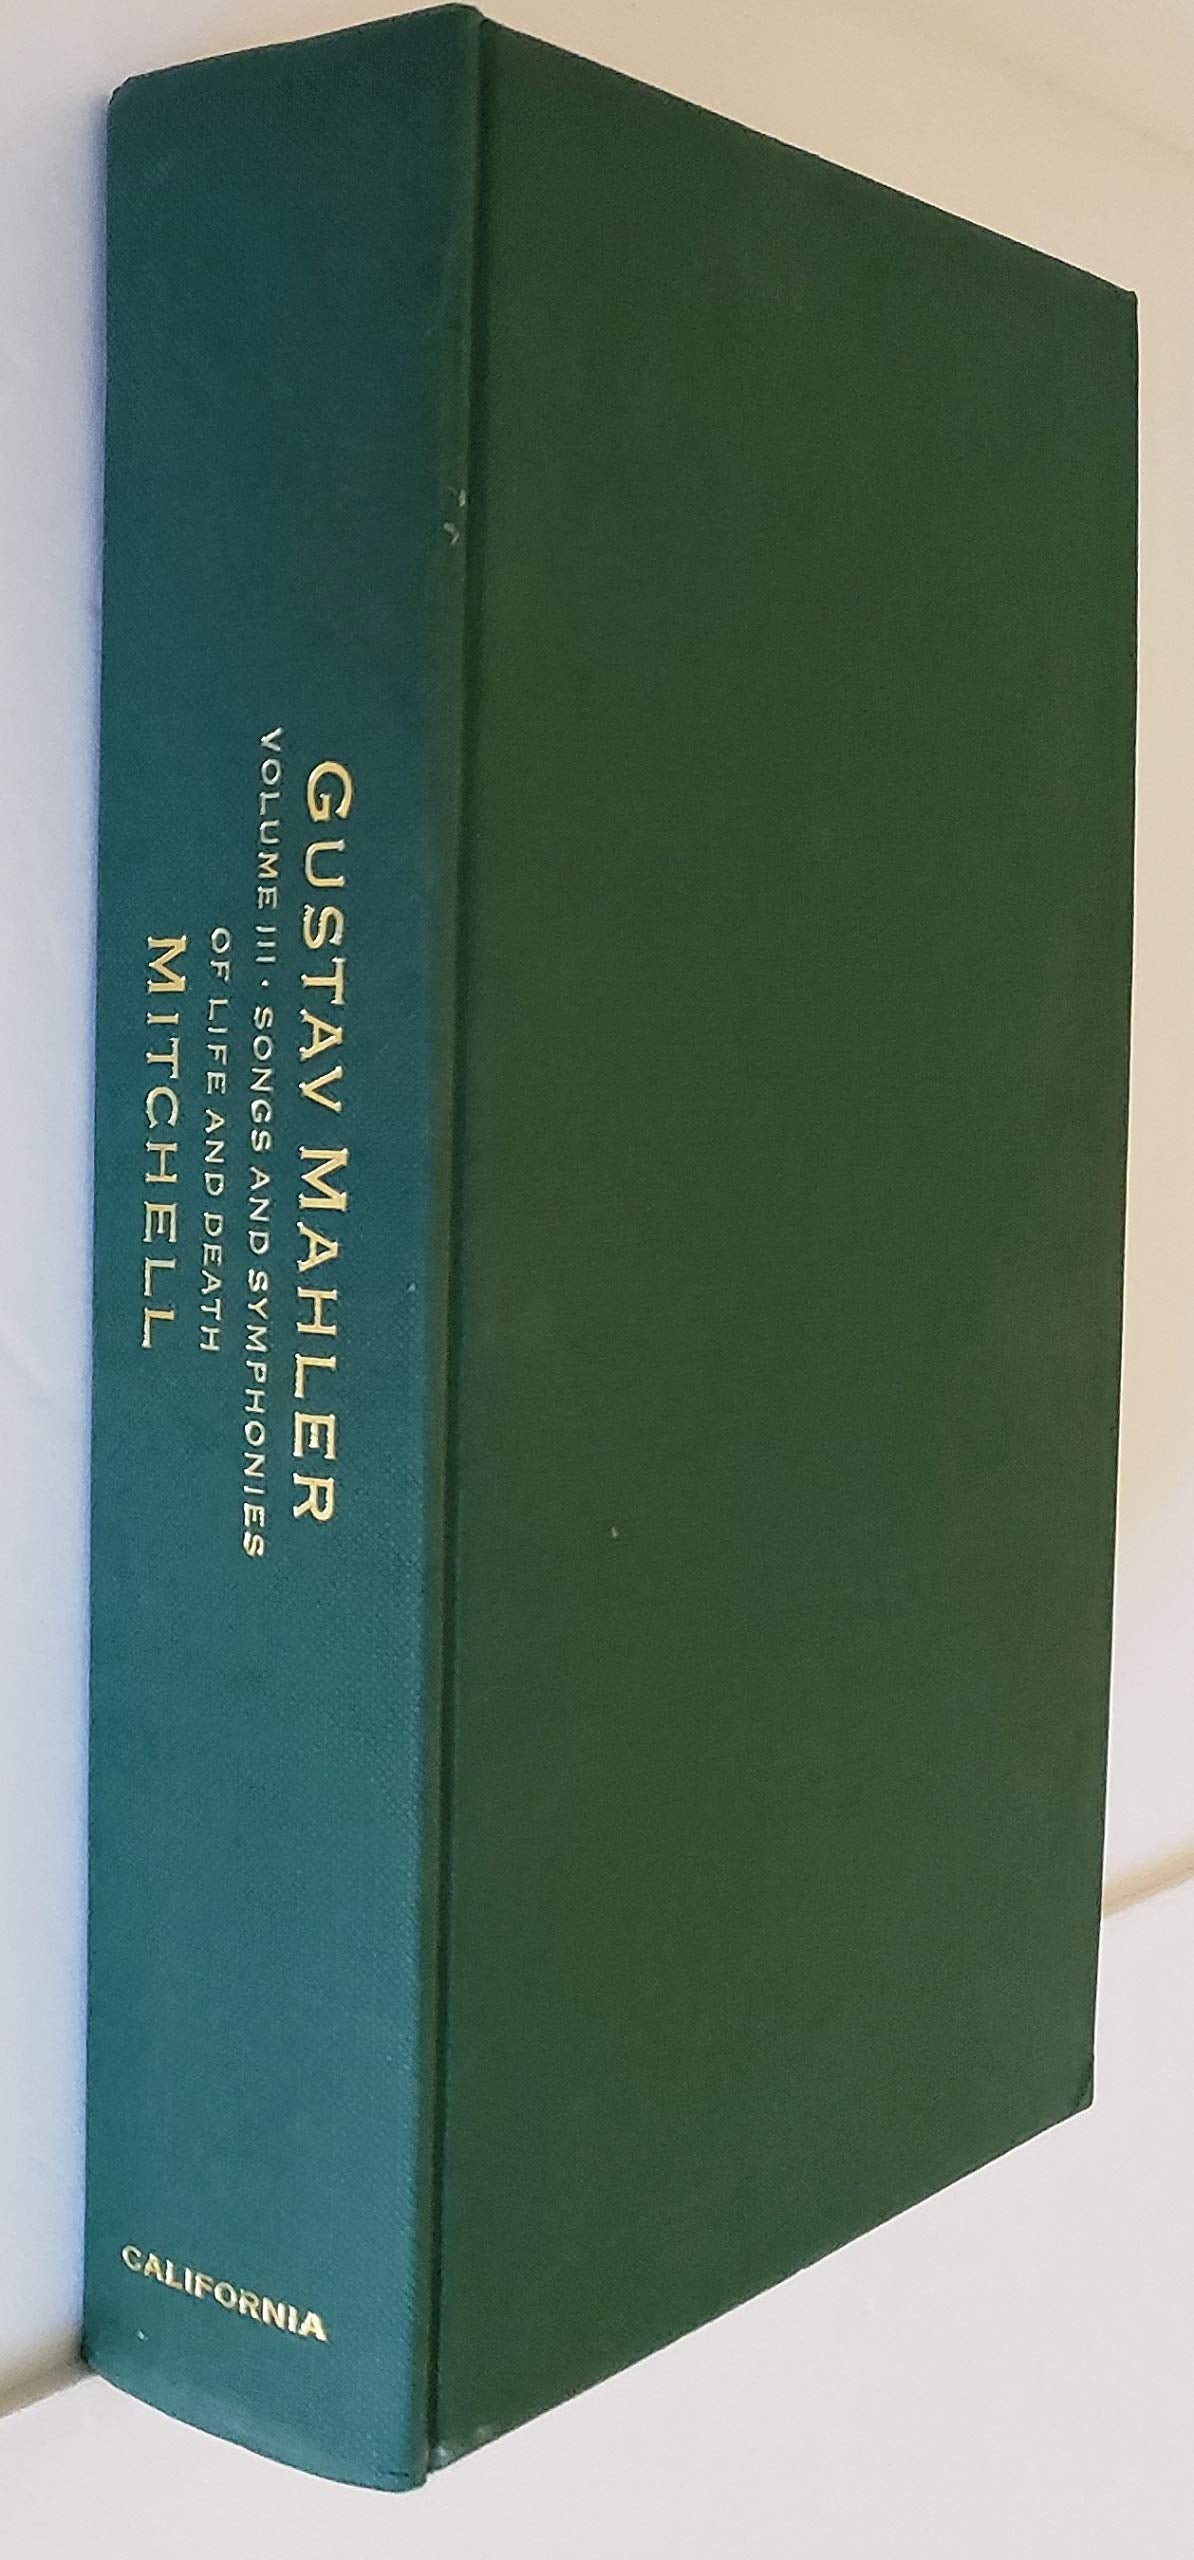 GUSTAV MAHLER
VOLUME III · SONGS AND SYMPHONIES
OF LIFE AND DEATH
MITCHELL
CALIFORNIA